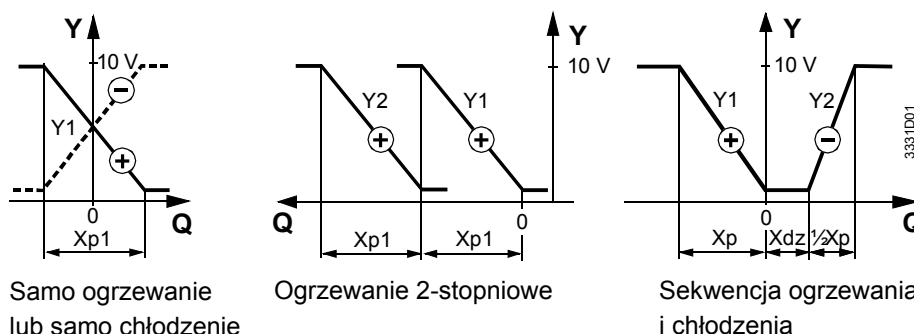 Y
10 V
Y1
−
+
0
Q
Xp1
Samo ogrzewanie
lub samo chłodzenie
Y
10 V
Y2
Y1
+
+
Q
0
Xp1
Xp1
Ogrzewanie 2-stopniowe
Y
10 V
Y1
Y2
+
−
0
Q
Xp
Xdz
½Xp
3331D01
Sekwencja ogrzewania
i chłodzenia